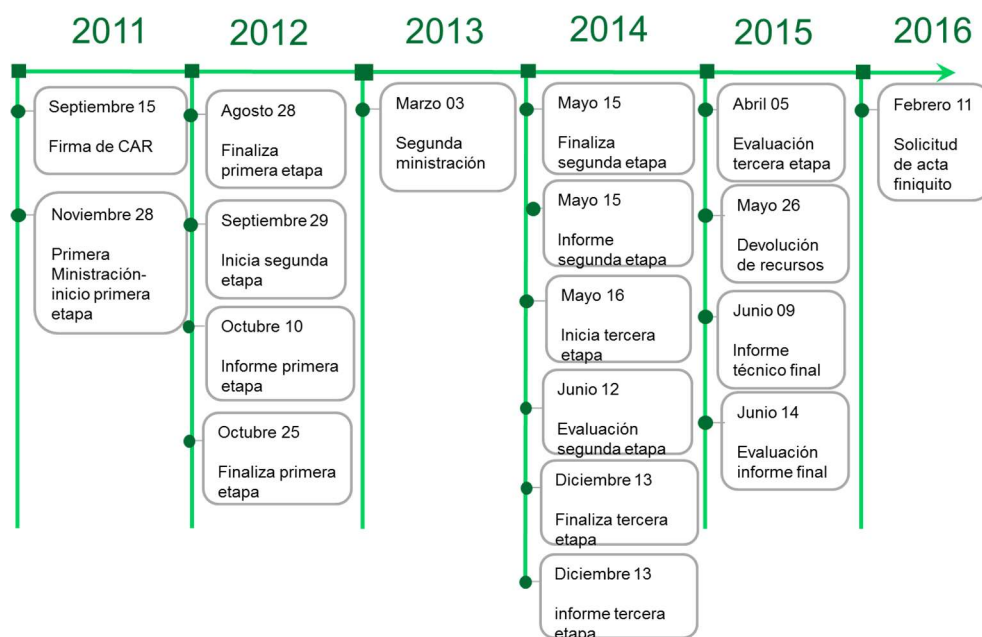 2011
2012
2013
2014
2015
2016
Septiembre 15
Firma de CAR
Noviembre 28
Primera
Ministración-
inicio primera
etapa
Agosto 28
Finaliza
primera etapa
Septiembre 29
Inicia segunda
etapa
Octubre 10
Informe primera
etapa
Octubre 25
Finaliza primera
etapa
Marzo 03
Segunda
ministración
Mayo 15
Finaliza
segunda etapa
Mayo 15
Informe
segunda etapa
Mayo 16
Inicia tercera
etapa
Junio 12
Evaluación
segunda etapa
Diciembre 13
Finaliza tercera
etapa
Diciembre 13
informe tercera
etapa
Abril 05
Evaluación
tercera etapa
Mayo 26
Devolución
de recursos
Junio 09
Informe
técnico final
Junio 14
Evaluación
informe final
Febrero 11
Solicitud
de acta
finiquito